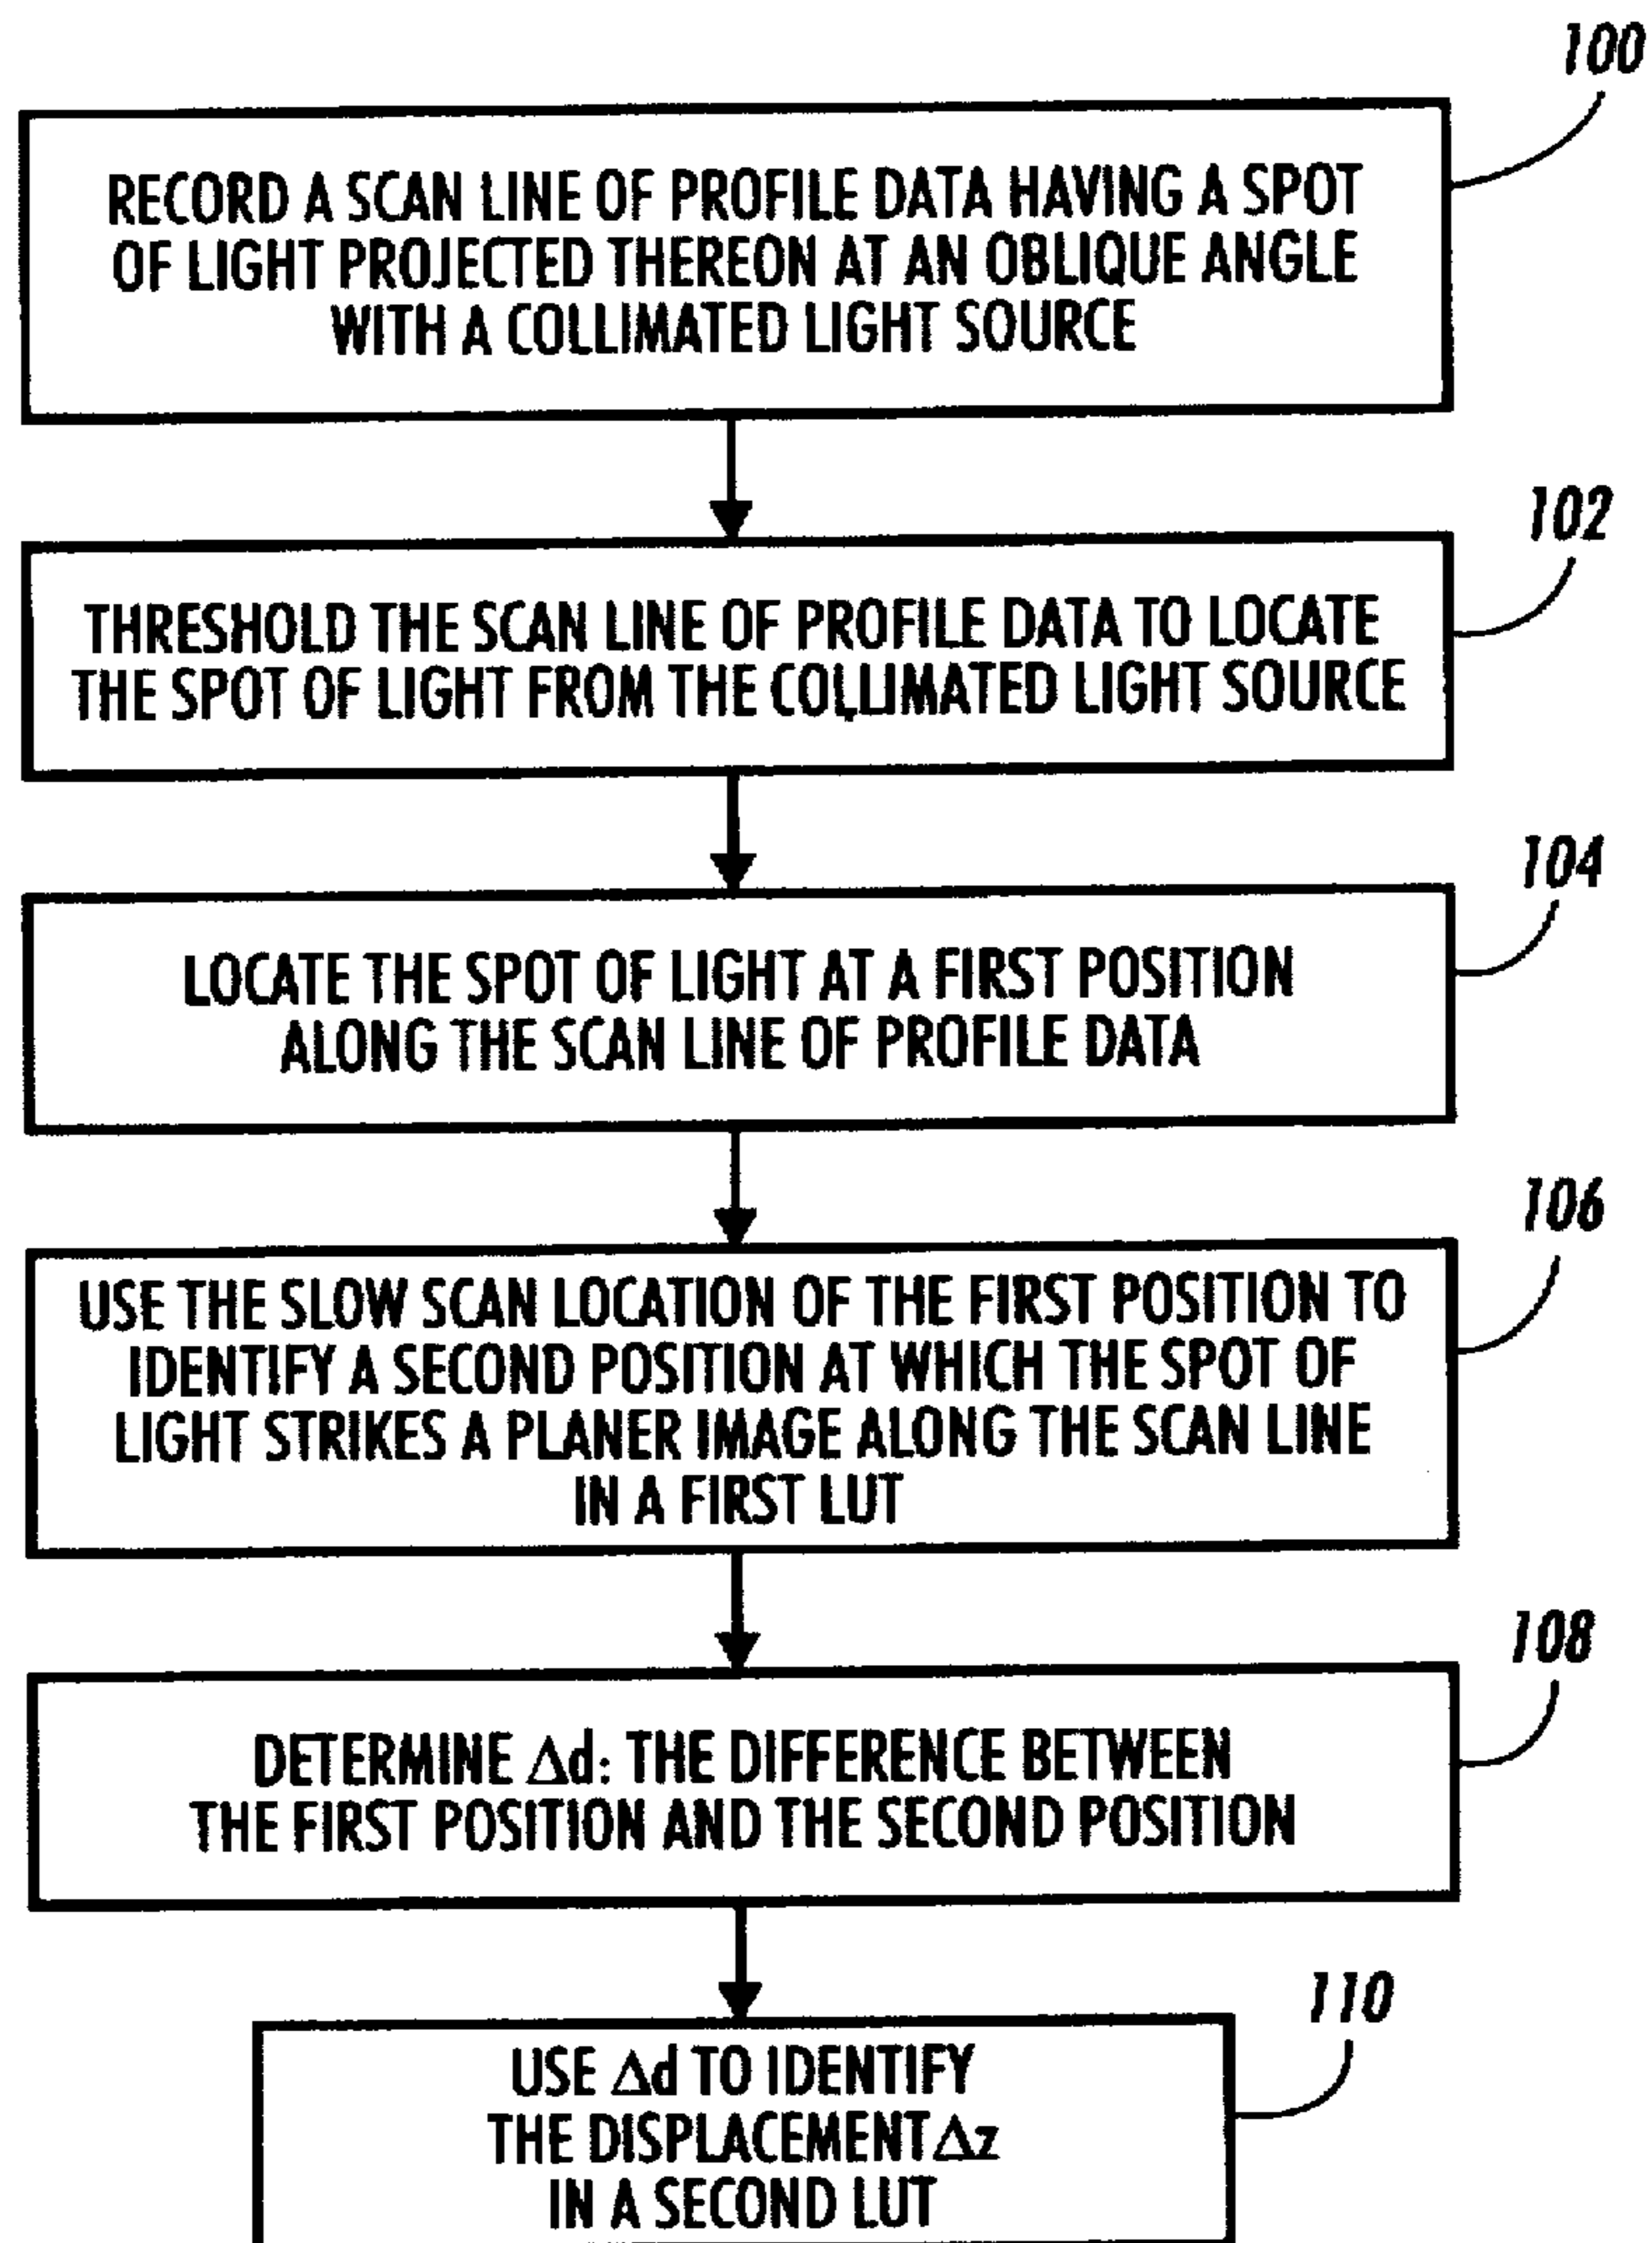 100
RECORD A SCAN LINE OF PROFILE DATA HAVING A SPOT
OF LIGHT PROJECTED THEREON AT AN OBLIQUE ANGLE
WITH A COLLIMATED LIGHT SOURCE
102
THRESHOLD THE SCAN LINE OF PROFILE DATA TO LOCATE
THE SPOT OF LIGHT FROM THE COLLIMATED LIGHT SOURCE
104
LOCATE THE SPOT OF LIGHT AT A FIRST POSITION
ALONG THE SCAN LINE OF PROFILE DATA
106
USE THE SLOW SCAN LOCATION OF THE FIRST POSITION TO
IDENTIFY A SECOND POSITION AT WHICH THE SPOT OF
LIGHT STRIKES A PLANER IMAGE ALONG THE SCAN LINE
IN A FIRST LUT
108
DETERMINE Δd: THE DIFFERENCE BETWEEN
THE FIRST POSITION AND THE SECOND POSITION
110
USE Δd TO IDENTIFY
THE DISPLACEMENT Δz
IN A SECOND LUT